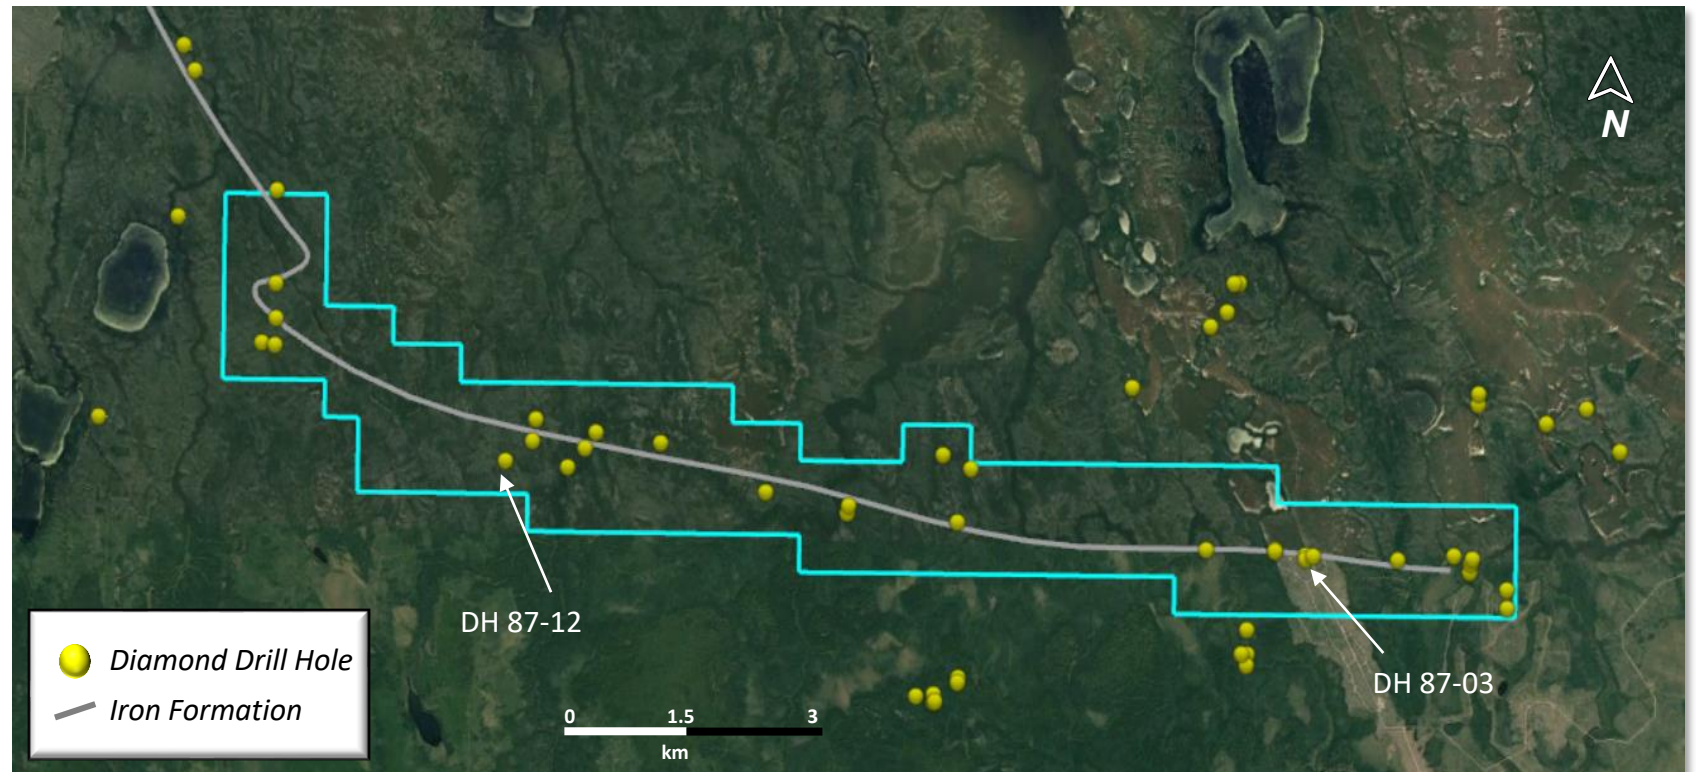 N
DH 87-12
DH 87-03
Diamond Drill Hole
Iron Formation
0 1.5 3
km